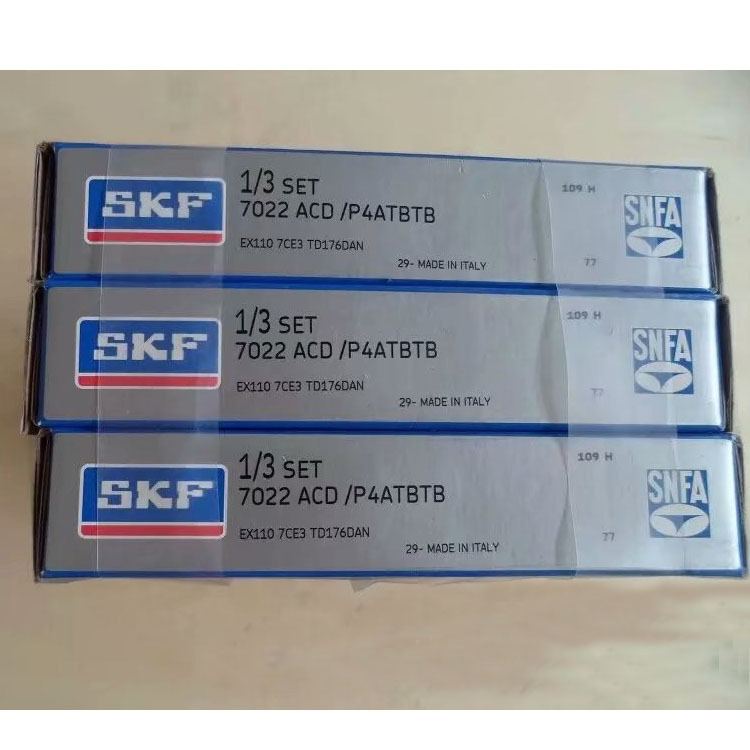 SKF
1/3 SET
7022 ACD /P4ATBTB
EX110 7CE3 TD176DAN
29- MADE IN ITALY
109 H
77
SNFA
SKF
1/3 SET
7022 ACD /P4ATBTB
EX110 7CE3 TD176DAN
29- MADE IN ITALY
109 H
77
SNFA
SKF
1/3 SET
7022 ACD /P4ATBTB
EX110 7CE3 TD176DAN
29- MADE IN ITALY
109 H
77
SNFA